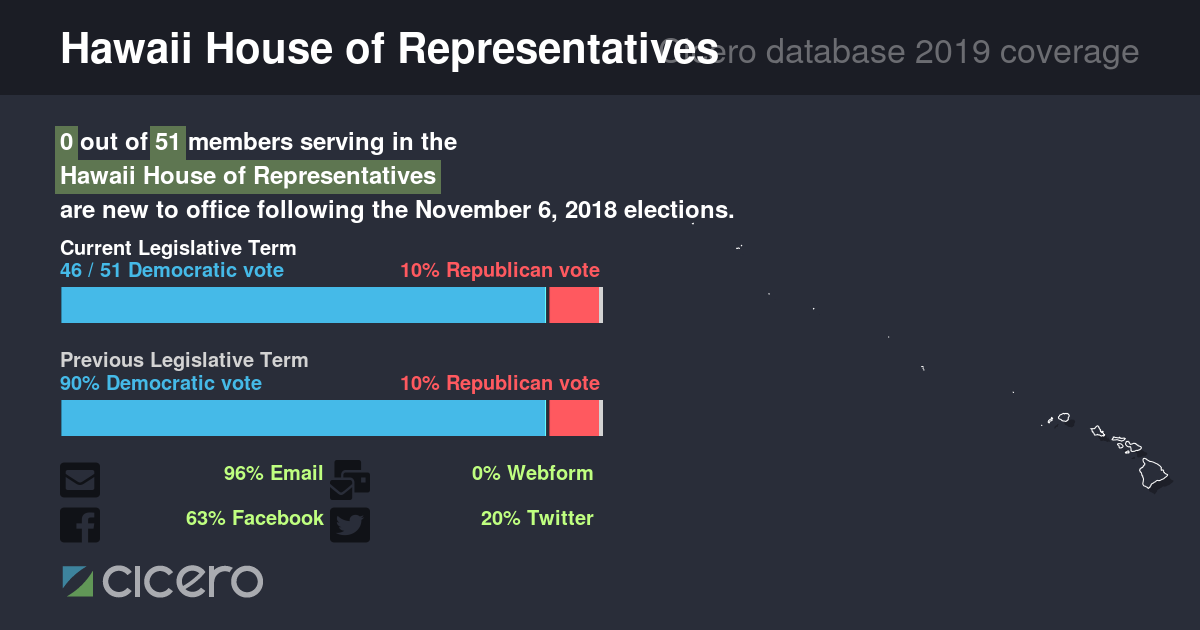 Hawaii House of Representatives
Cicero database 2019 coverage
0 out of 51 members serving in the
Hawaii House of Representatives
are new to office following the November 6, 2018 elections.
Current Legislative Term
46 / 51 Democratic vote 10% Republican vote
Previous Legislative Term
90% Democratic vote 10% Republican vote
96% Email 0% Webform
63% Facebook 20% Twitter
cicero